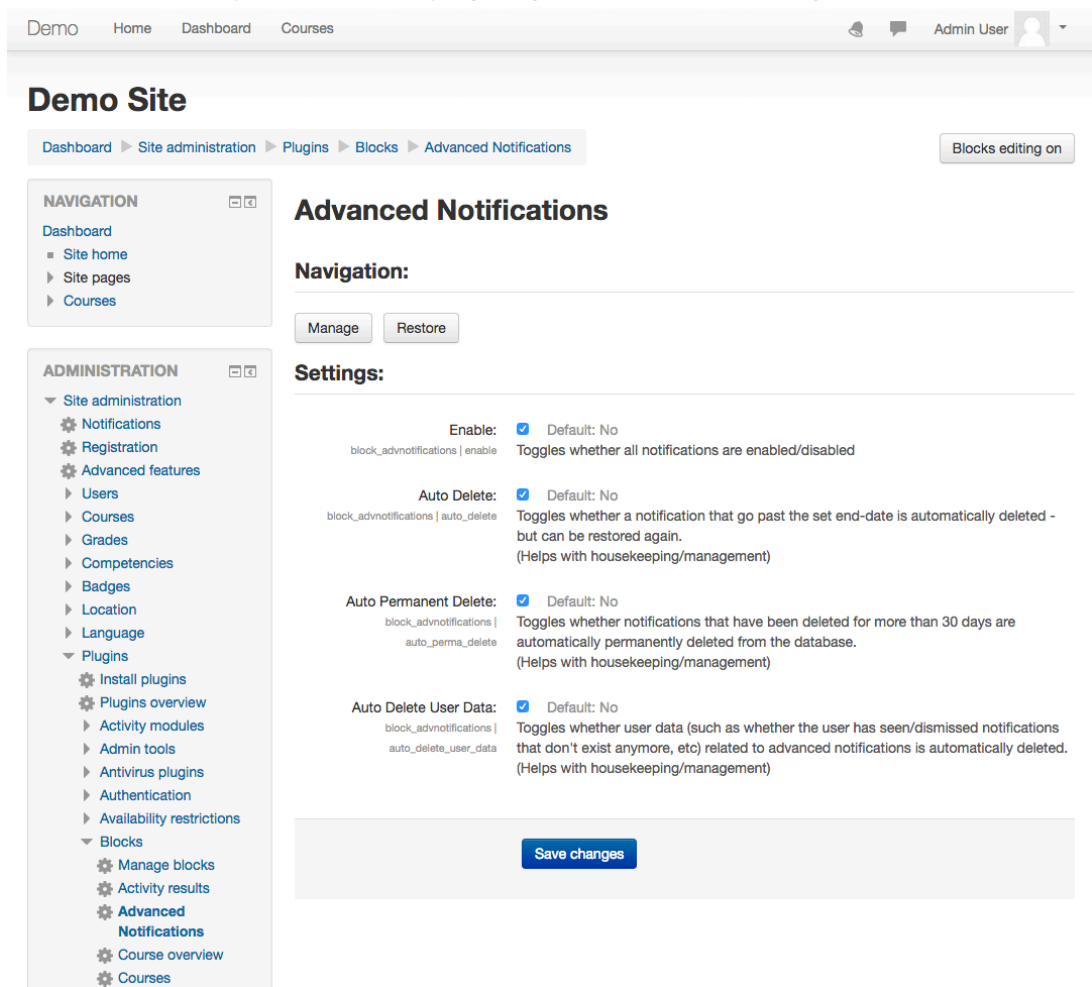 Demo Home Dashboard Courses Admin User
Demo Site
Dashboard Site administration Plugins Blocks Advanced Notifications
Blocks editing on
NAVIGATION
Dashboard
Site home
Site pages
Courses
ADMINISTRATION
Site administration
Notifications
Registration
Advanced features
Users
Courses
Grades
Competencies
Badges
Location
Language
Plugins
Install plugins
Plugins overview
Activity modules
Admin tools
Antivirus plugins
Authentication
Availability restrictions
Blocks
Manage blocks
Activity results
Advanced
Notifications
Course overview
Courses
Advanced Notifications
Navigation:
Manage Restore
Settings:
Enable: Default: No
block_advnotifications | enable Toggles whether all notifications are enabled/disabled
Auto Delete: Default: No
block_advnotifications | auto_delete Toggles whether a notification that go past the set end-date is automatically deleted -
but can be restored again.
(Helps with housekeeping/management)
Auto Permanent Delete: Default: No
block_advnotifications | Toggles whether notifications that have been deleted for more than 30 days are
auto_perma_delete automatically permanently deleted from the database.
(Helps with housekeeping/management)
Auto Delete User Data: Default: No
block_advnotifications | Toggles whether user data (such as whether the user has seen/dismissed notifications
auto_delete_user_data that don't exist anymore, etc) related to advanced notifications is automatically deleted.
(Helps with housekeeping/management)
Save changes